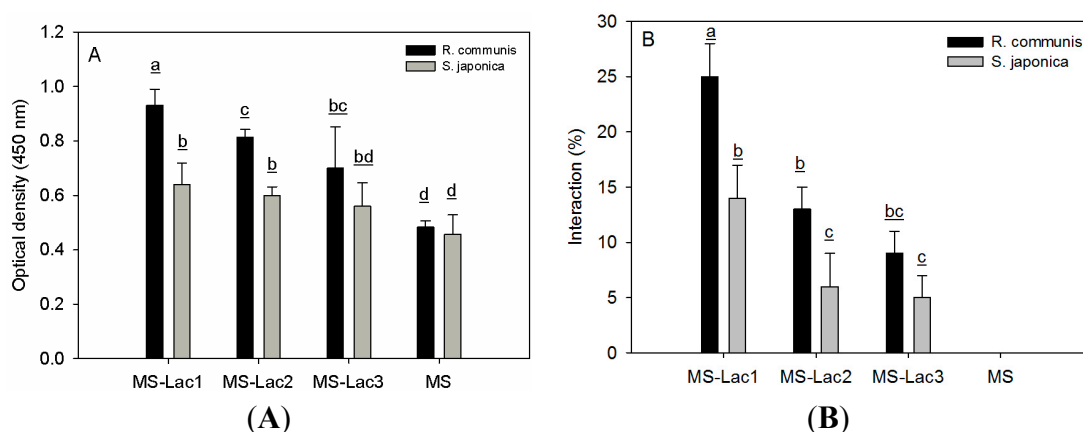 A
R. communis
S. japonica
Optical density (450 nm)
1.2
1.0
0.8
0.6
0.4
0.2
0.0
a
b
c
b
bc
bd
d
d
MS-Lac1 MS-Lac2 MS-Lac3 MS
(A)
B
R. communis
S. japonica
Interaction (%)
30
25
20
15
10
5
0
a
b
b
c
bc
c
MS-Lac1 MS-Lac2 MS-Lac3 MS
(B)